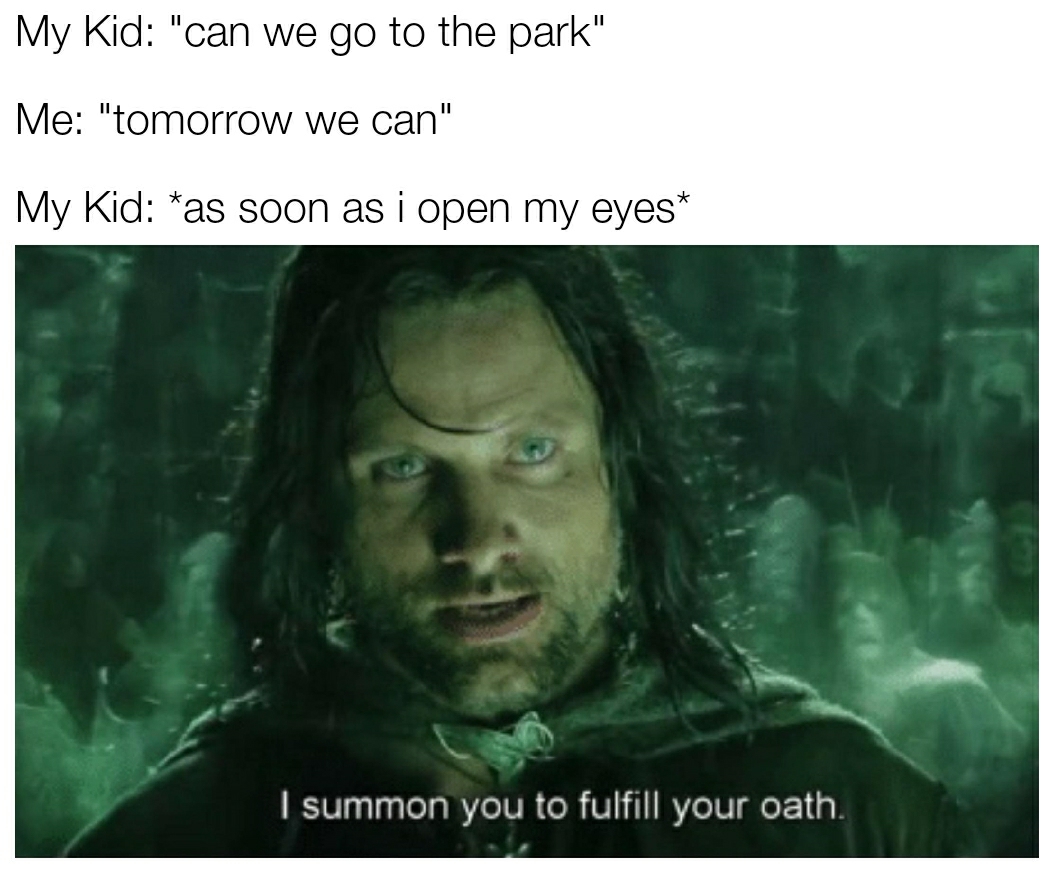 My Kid: "can we go to the park"
Me: "tomorrow we can"
My Kid: *as soon as i open my eyes*
I summon you to fulfill your oath.